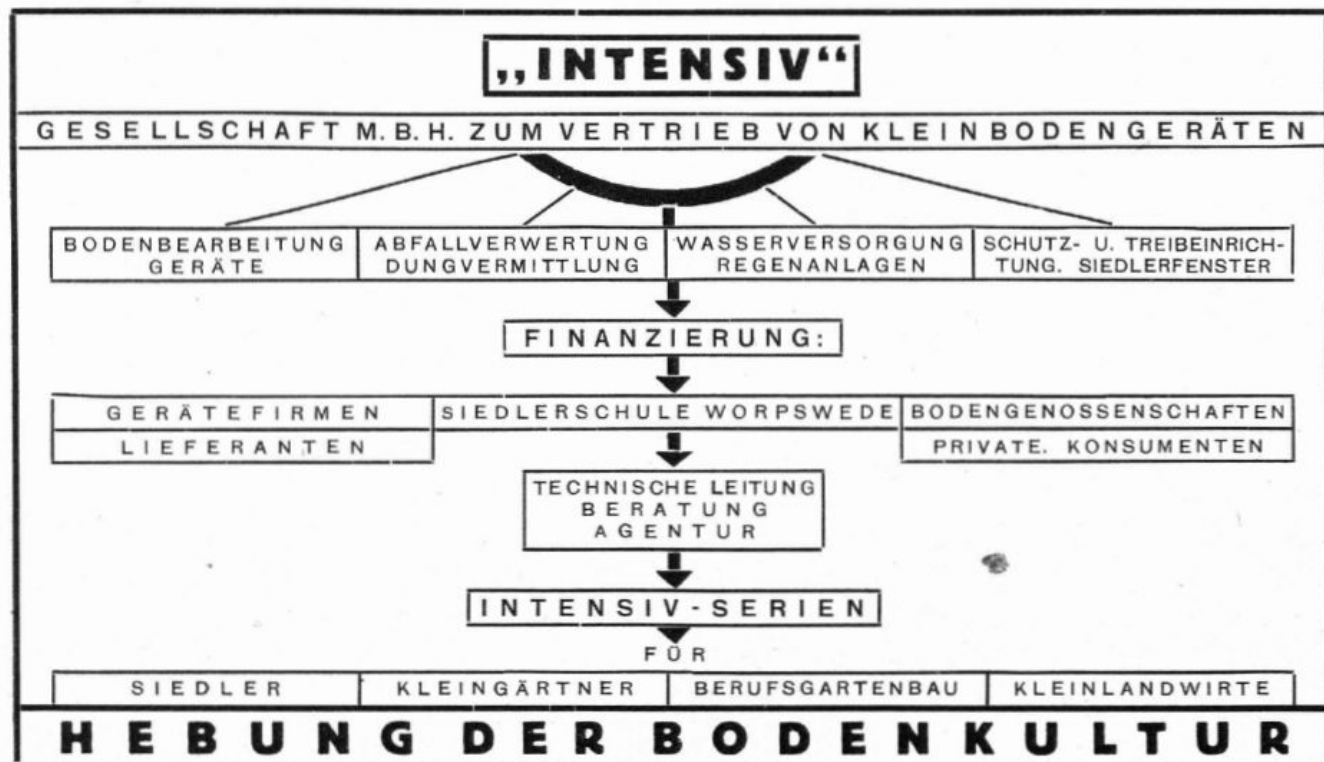 „INTENSIV“
GESELLSCHAFT M.B.H. ZUM VERTRIEB VON KLEINBODENGERÄTEN
BODENBEARBEITUNG
GERÄTE
ABFALLVERWERTUNG
DUNGVERMITTLUNG
WASSERVERSORGUNG
REGENANLAGEN
SCHUTZ- U. TREIBEINRICH-
TUNG. SIEDLERFENSTER
FINANZIERUNG:
GERÄTEFIRMEN
LIEFERANTEN
SIEDLERSCHULE WORPSWEDE
BODENGENOSSENSCHAFTEN
PRIVATE. KONSUMENTEN
TECHNISCHE LEITUNG
BERATUNG
AGENTUR
INTENSIV-SERIEN
FÜR
SIEDLER
KLEINGÄRTNER
BERUFSGARTENBAU
KLEINLANDWIRTE
HEBUNG DER BODENKULTUR